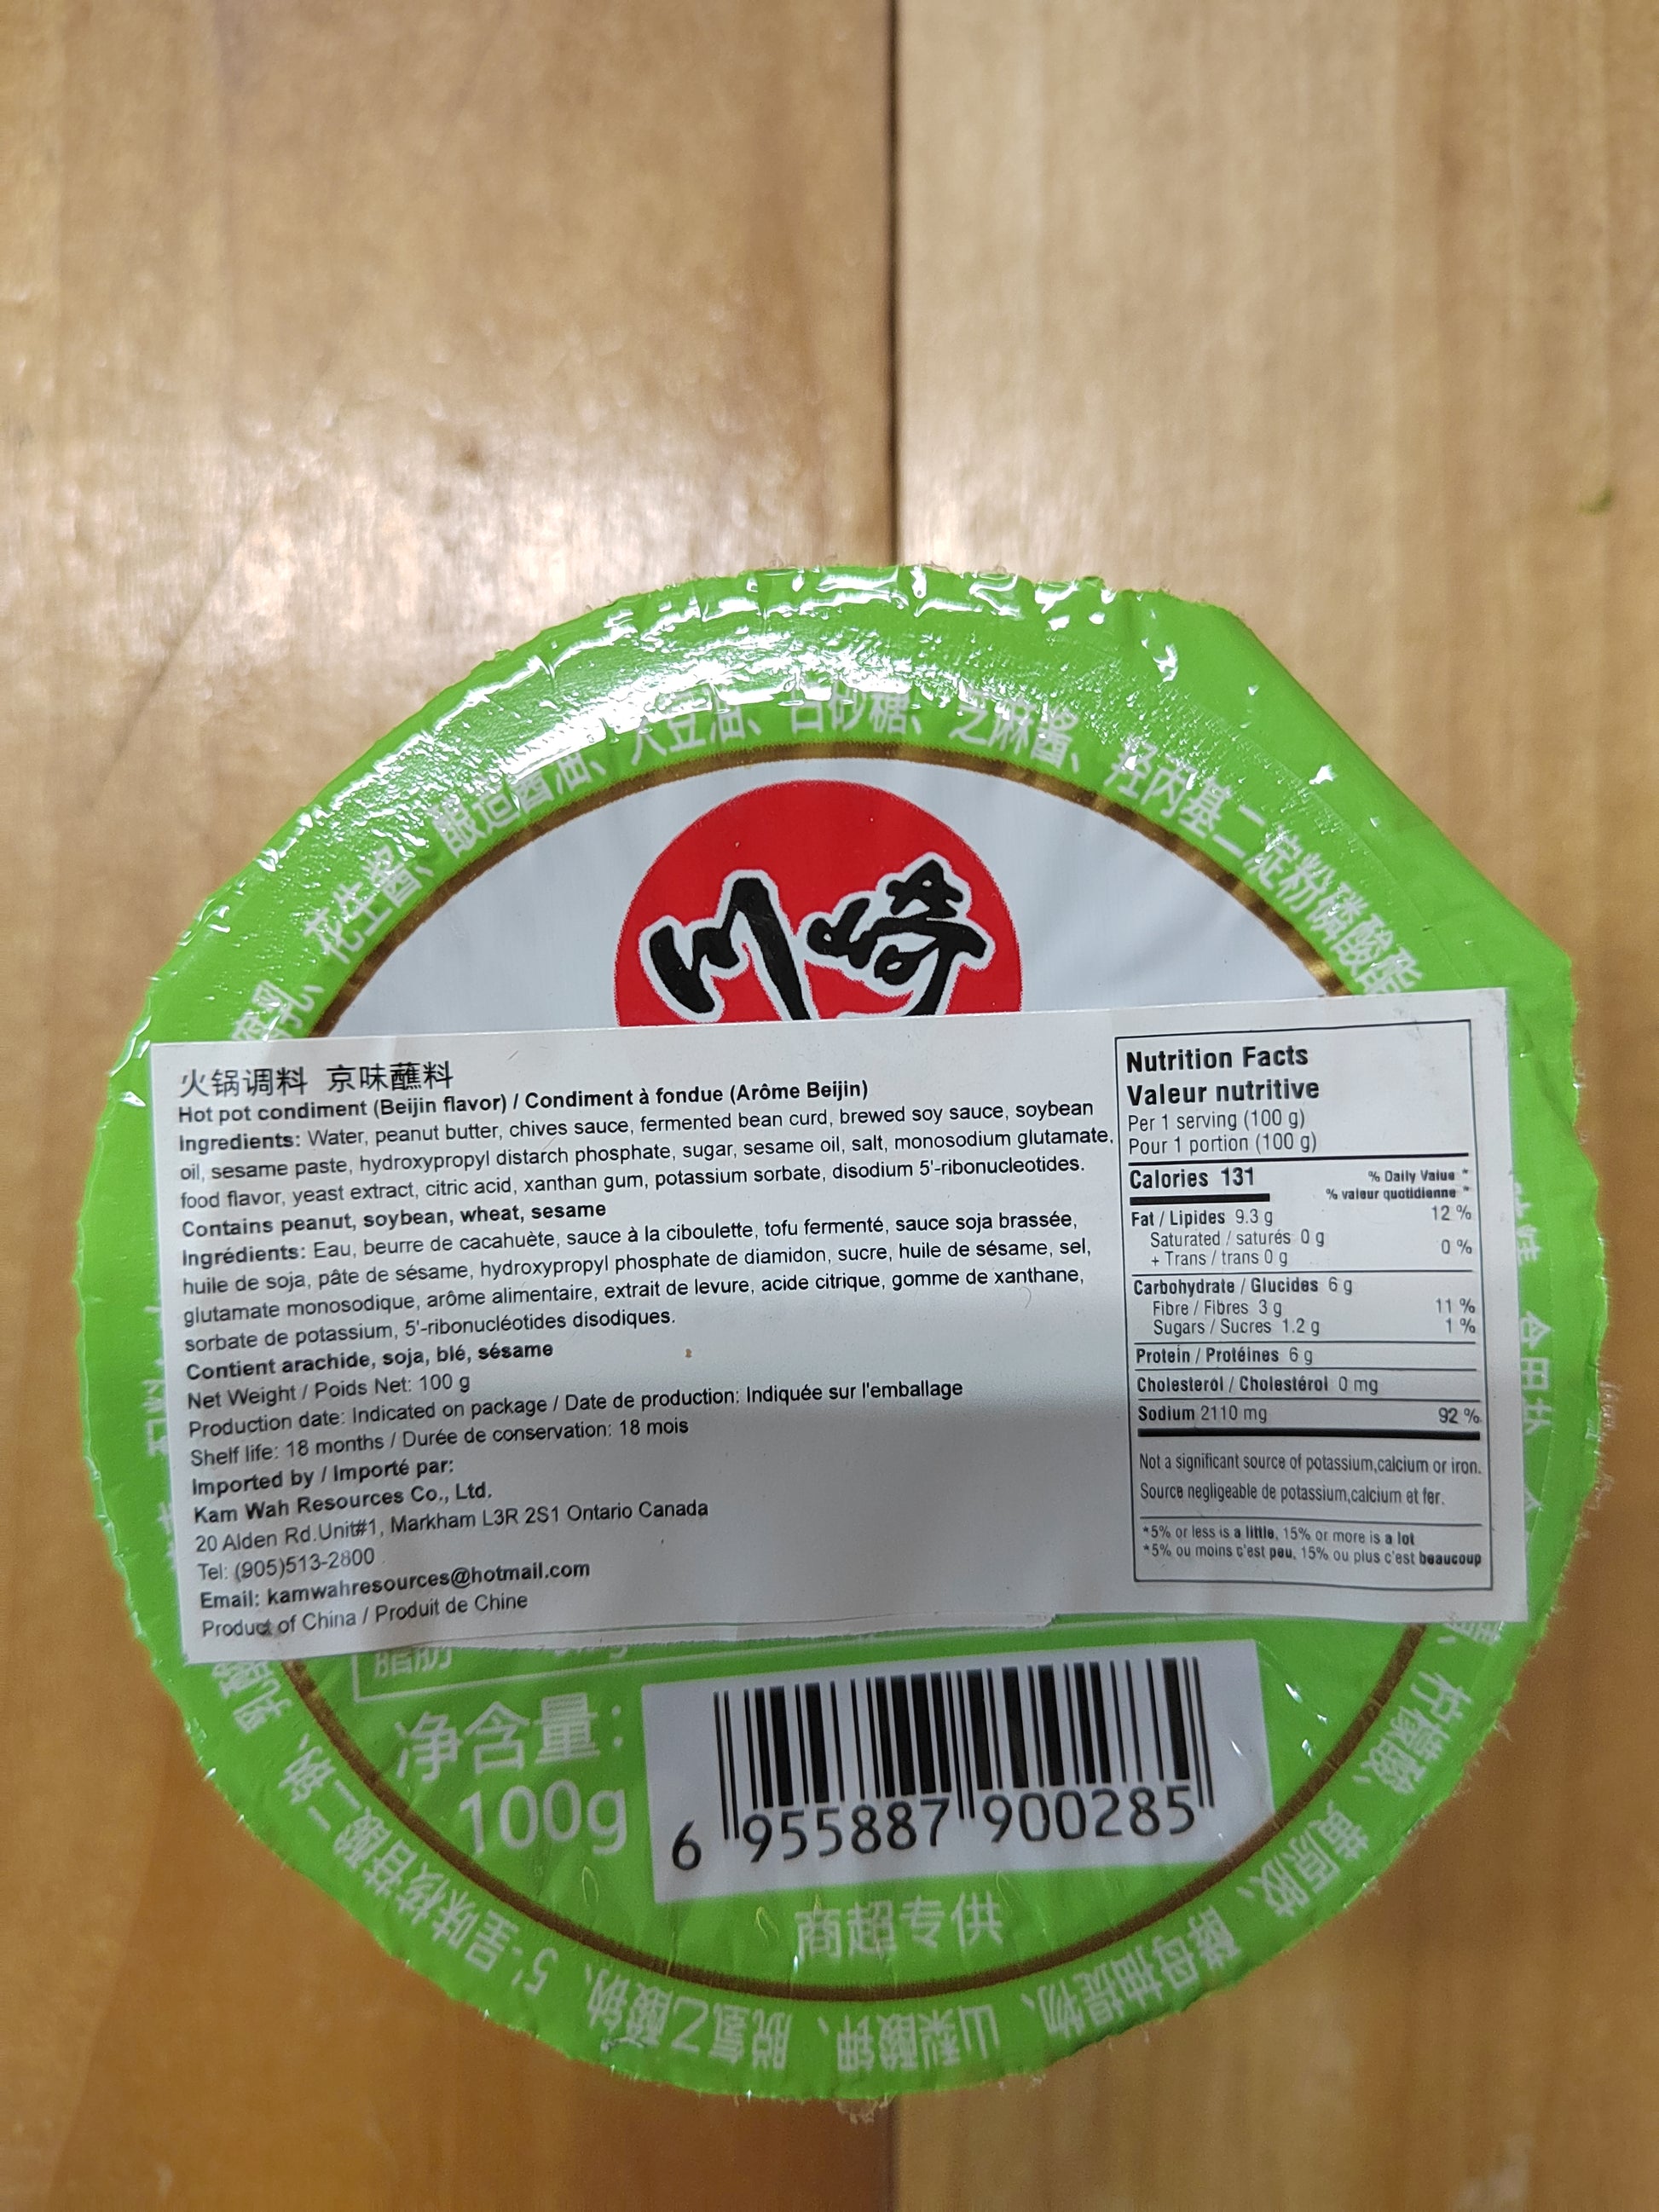 腐乳、花生酱、酿造酱油、大豆油、白砂糖、芝麻酱、羟丙基二淀粉磷酸酯
川崎
火锅调料 京味蘸料
Hot pot condiment (Beijin flavor) / Condiment à fondue (Arôme Beijin)
Ingredients: Water, peanut butter, chives sauce, fermented bean curd, brewed soy sauce, soybean
oil, sesame paste, hydroxypropyl distarch phosphate, sugar, sesame oil, salt, monosodium glutamate,
food flavor, yeast extract, citric acid, xanthan gum, potassium sorbate, disodium 5'-ribonucleotides.
Contains peanut, soybean, wheat, sesame
Ingrédients: Eau, beurre de cacahuète, sauce à la ciboulette, tofu fermenté, sauce soja brassée,
huile de soja, pâte de sésame, hydroxypropyl phosphate de diamidon, sucre, huile de sésame, sel,
glutamate monosodique, arôme alimentaire, extrait de levure, acide citrique, gomme de xanthane,
sorbate de potassium, 5'-ribonucléotides disodiques.
Contient arachide, soja, blé, sésame
Net Weight / Poids Net: 100 g
Production date: Indicated on package / Date de production: Indiquée sur l'emballage
Shelf life: 18 months / Durée de conservation: 18 mois
Imported by / Importé par:
Kam Wah Resources Co., Ltd.
20 Alden Rd.Unit#1, Markham L3R 2S1 Ontario Canada
Tel: (905)513-2800
Email: kamwahresources@hotmail.com
Product of China / Produit de Chine
Nutrition Facts
Valeur nutritive
Per 1 serving (100 g)
Pour 1 portion (100 g)
Calories 131
% Daily Value *
% valeur quotidienne *
Fat / Lipides 9.3 g 12 %
Saturated / saturés 0 g
+ Trans / trans 0 g 0 %
Carbohydrate / Glucides 6 g
Fibre / Fibres 3 g 11 %
Sugars / Sucres 1.2 g 1 %
Protein / Protéines 6 g
Cholesterol / Cholestérol 0 mg
Sodium 2110 mg 92 %
Not a significant source of potassium,calcium or iron.
Source negligeable de potassium,calcium et fer.
*5% or less is a little, 15% or more is a lot
*5% ou moins c'est peu, 15% ou plus c'est beaucoup
脂肪
净含量:
100g
6 955887 900285
商超专供
柠檬酸、黄原胶、酵母抽提物、山梨酸钾、脱氢乙酸钠、5'-呈味核苷酸二钠、乳酸